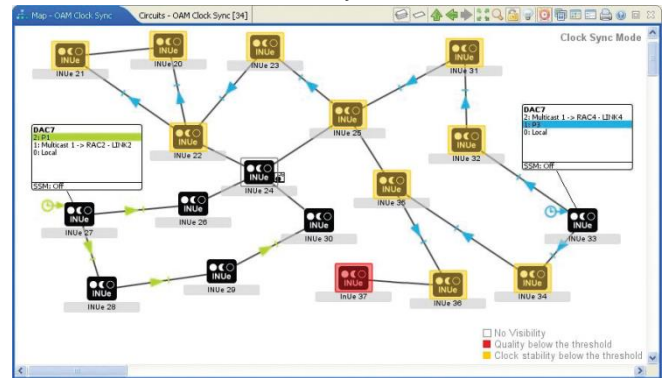 Map - OAM Clock Sync
Circuits - OAM Clock Sync [34]
Clock Sync Mode
INUe
INUe 21
INUe
INUe 20
INUe
INUe 23
INUe
INUe 31
DAC7
2: P1
1: Multicast 1 -> RAC2 - LINK2
0: Local
SSM: Off
INUe
INUe 22
INUe
INUe 25
INUe
INUe 32
DAC7
2: Multicast 1 -> RAC4 - LINK4
1: P3
0: Local
SSM: Off
INUe
INUe 24
INUe
INUe 36
INUe
INUe 27
INUe
INUe 26
INUe
INUe 30
INUe
INUe 33
INUe
INUe 28
INUe
INUe 29
INUe
InUe 37
INUe
INUe 36
INUe
INUe 34
No Visibility
Quality below the threshold
Clock stability below the threshold